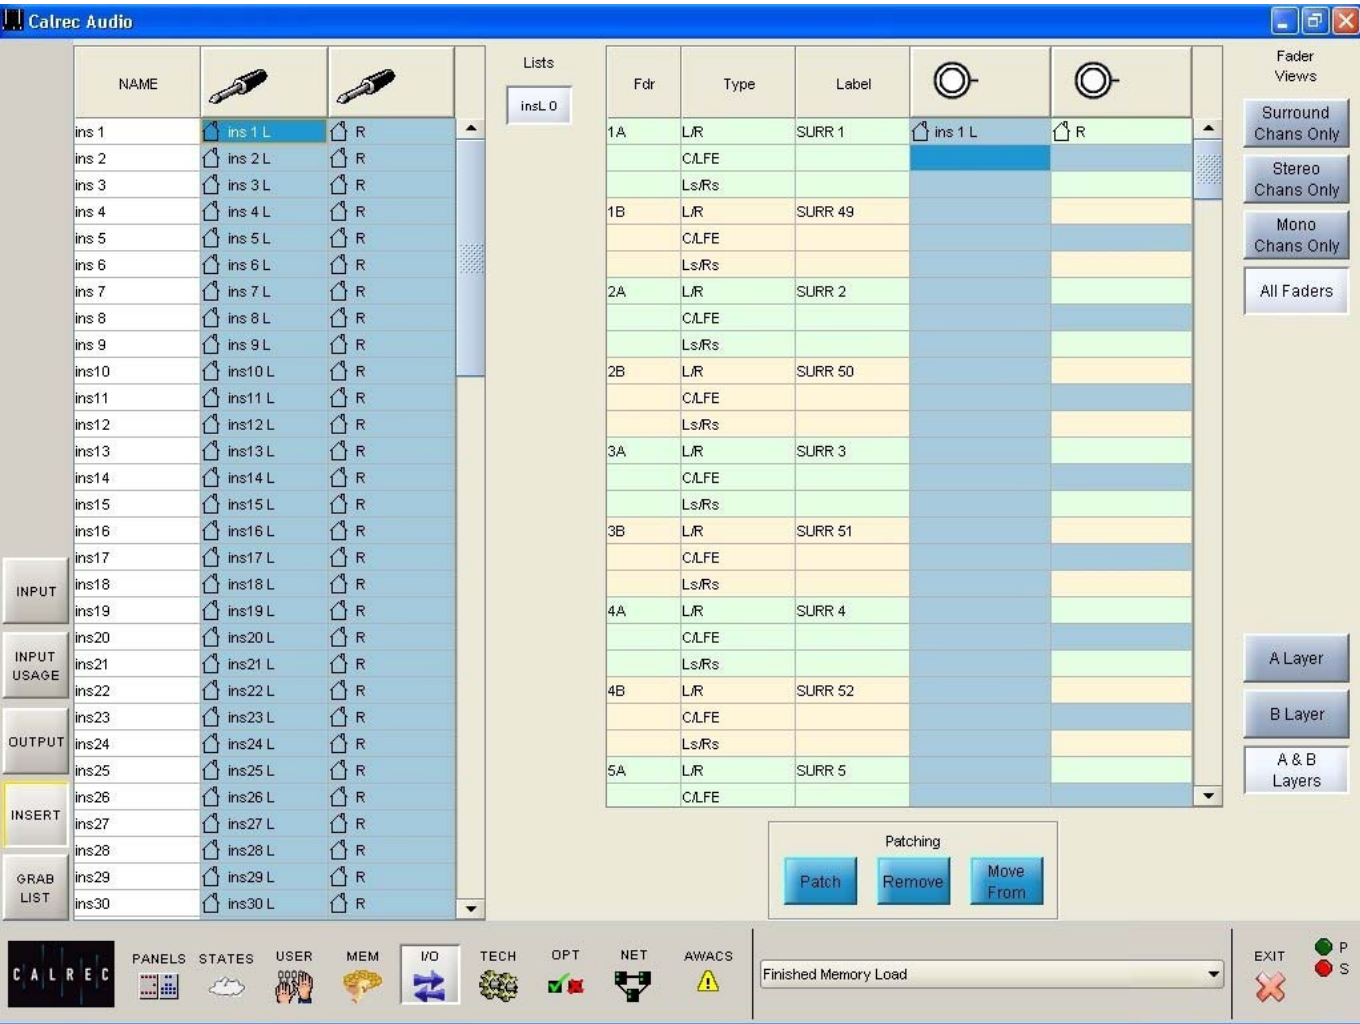 Calrec Audio
NAME
Lists
insL 0
Fdr Type Label
Fader
Views
Surround
Chans Only
Stereo
Chans Only
Mono
Chans Only
All Faders
ins 1 ins 1 L R
ins 2 ins 2 L R
ins 3 ins 3 L R
ins 4 ins 4 L R
ins 5 ins 5 L R
ins 6 ins 6 L R
ins 7 ins 7 L R
ins 8 ins 8 L R
ins 9 ins 9 L R
ins10 ins10 L R
ins11 ins11 L R
ins12 ins12 L R
ins13 ins13 L R
ins14 ins14 L R
ins15 ins15 L R
ins16 ins16 L R
ins17 ins17 L R
ins18 ins18 L R
ins19 ins19 L R
ins20 ins20 L R
ins21 ins21 L R
ins22 ins22 L R
ins23 ins23 L R
ins24 ins24 L R
ins25 ins25 L R
ins26 ins26 L R
ins27 ins27 L R
ins28 ins28 L R
ins29 ins29 L R
ins30 ins30 L R
1A L/R SURR 1 ins 1 L R
C/LFE
Ls/Rs
1B L/R SURR 49
C/LFE
Ls/Rs
2A L/R SURR 2
C/LFE
Ls/Rs
2B L/R SURR 50
C/LFE
Ls/Rs
3A L/R SURR 3
C/LFE
Ls/Rs
3B L/R SURR 51
C/LFE
Ls/Rs
4A L/R SURR 4
C/LFE
Ls/Rs
4B L/R SURR 52
C/LFE
Ls/Rs
5A L/R SURR 5
C/LFE
INPUT
INPUT
USAGE
OUTPUT
INSERT
GRAB
LIST
A Layer
B Layer
A & B
Layers
Patching
Patch
Remove
Move
From
CALREC
PANELS STATES USER MEM I/O TECH OPT NET AWACS
Finished Memory Load
EXIT
P
S